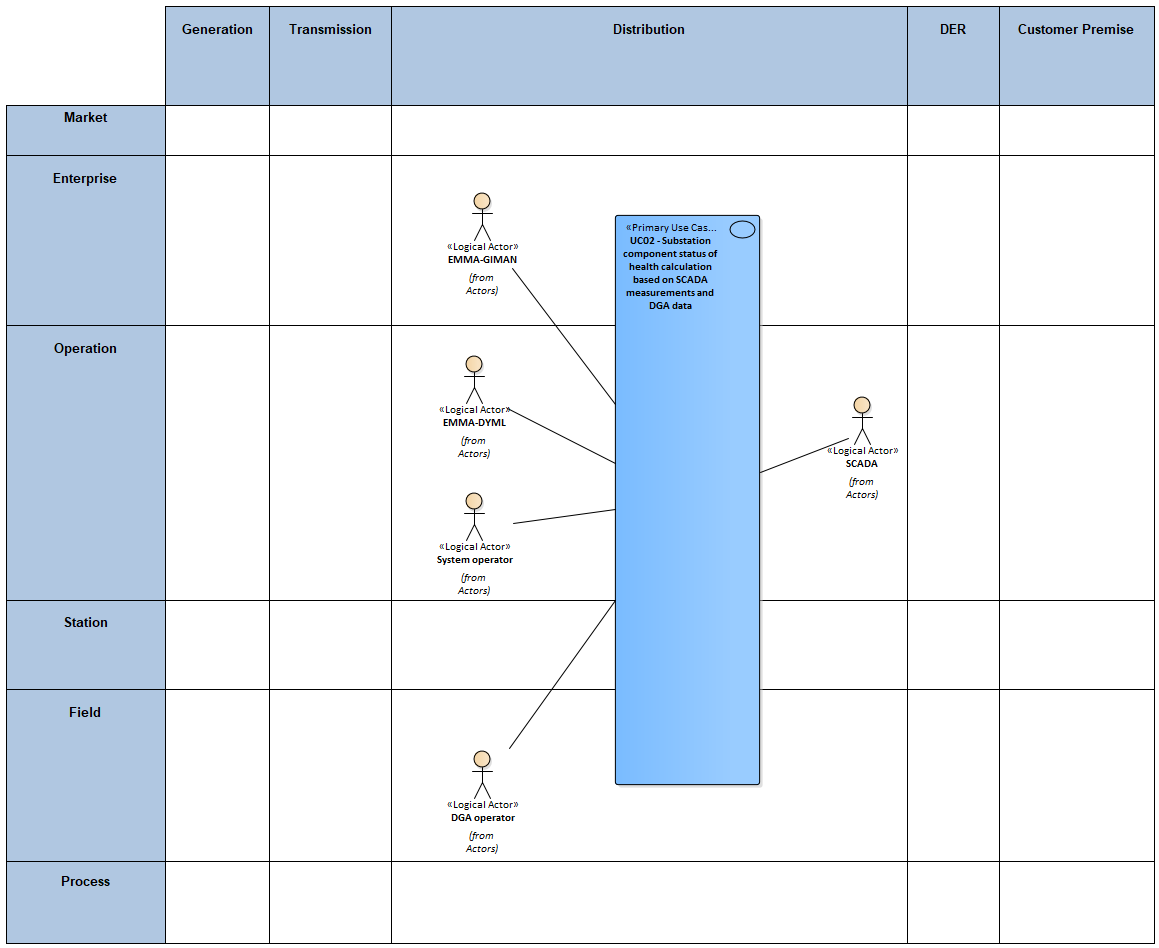 Generation
Transmission
Distribution
DER
Customer Premise
Market
Enterprise
«Logical Actor»
EMMA-GIMAN
(from
Actors)
«Primary Use Cas...
UC02 - Substation
component status of
health calculation
based on SCADA
measurements and
DGA data
Operation
«Logical Actor»
EMMA-DYML
(from
Actors)
«Logical Actor»
SCADA
(from
Actors)
«Logical Actor»
System operator
(from
Actors)
Station
Field
«Logical Actor»
DGA operator
(from
Actors)
Process